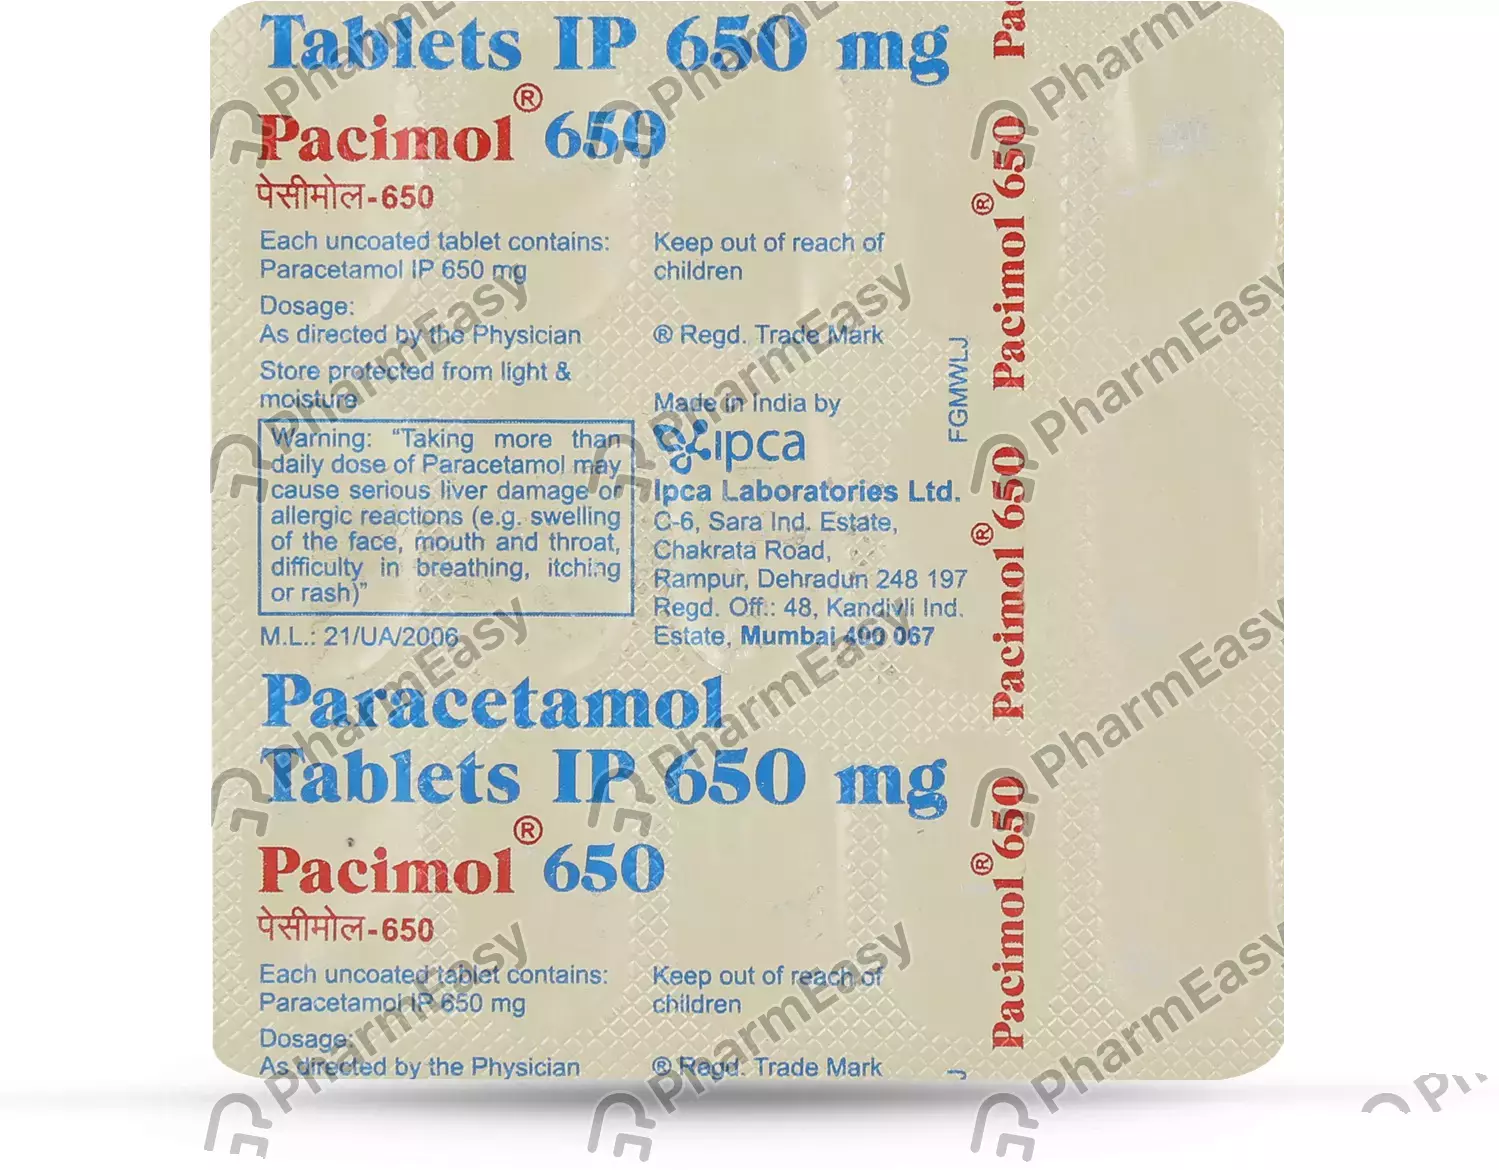 Tablets IP 650 mg
Pacimol® 650
पेसीमोल-650
Each uncoated tablet contains:
Paracetamol IP 650 mg
Dosage:
As directed by the Physician
Store protected from light &
moisture
Warning: “Taking more than
daily dose of Paracetamol may
cause serious liver damage or
allergic reactions (e.g. swelling
of the face, mouth and throat,
difficulty in breathing, itching
or rash)”
M.L.: 21/UA/2006
Keep out of reach of
children
® Regd. Trade Mark
Made in India by
ipca
Ipca Laboratories Ltd.
C-6, Sara Ind. Estate,
Chakrata Road,
Rampur, Dehradun 248 197
Regd. Off.: 48, Kandivli Ind.
Estate, Mumbai 400 067
FGMWLJ
Paracetamol
Tablets IP 650 mg
Pacimol® 650
पेसीमोल-650
Each uncoated tablet contains:
Paracetamol IP 650 mg
Dosage:
As directed by the Physician
Keep out of reach of
children
® Regd. Trade Mark
Pa
Pacimol® 650
Pacimol® 650
Pacimol® 650
PharmEasy
PharmEasy
PharmEasy
PharmEasy
PharmEasy
PharmEasy
PharmEasy
PharmEasy
PharmEasy
PharmEasy
PharmEasy
PharmEasy